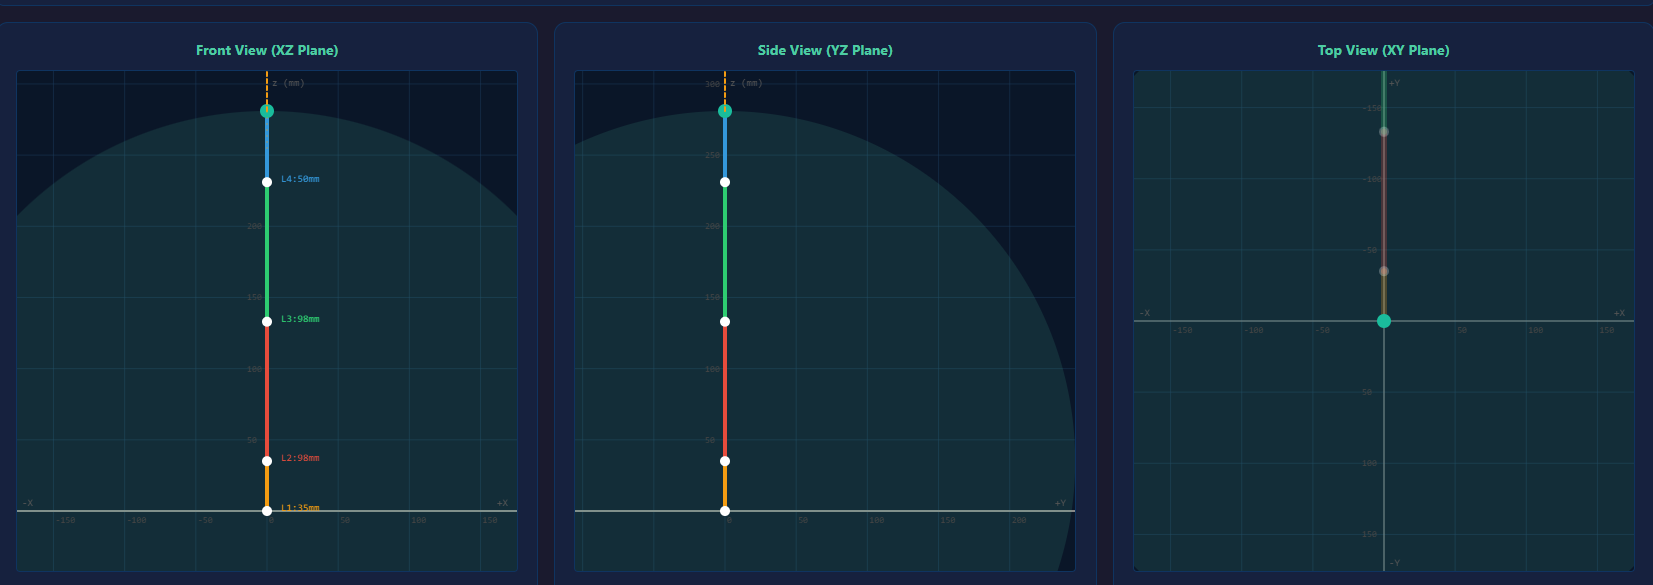 Front View (XZ Plane)
z (mm)
L4:50mm
200
150
L3:98mm
100
50
L2:98mm
L1:35mm
-X
+X
-150
-100
-50
0
50
100
150
Side View (YZ Plane)
300
z (mm)
250
200
150
100
50
+Y
0
50
100
150
200
Top View (XY Plane)
+Y
-150
-100
-50
-X
+X
-150
-100
-50
50
100
150
50
100
150
-Y